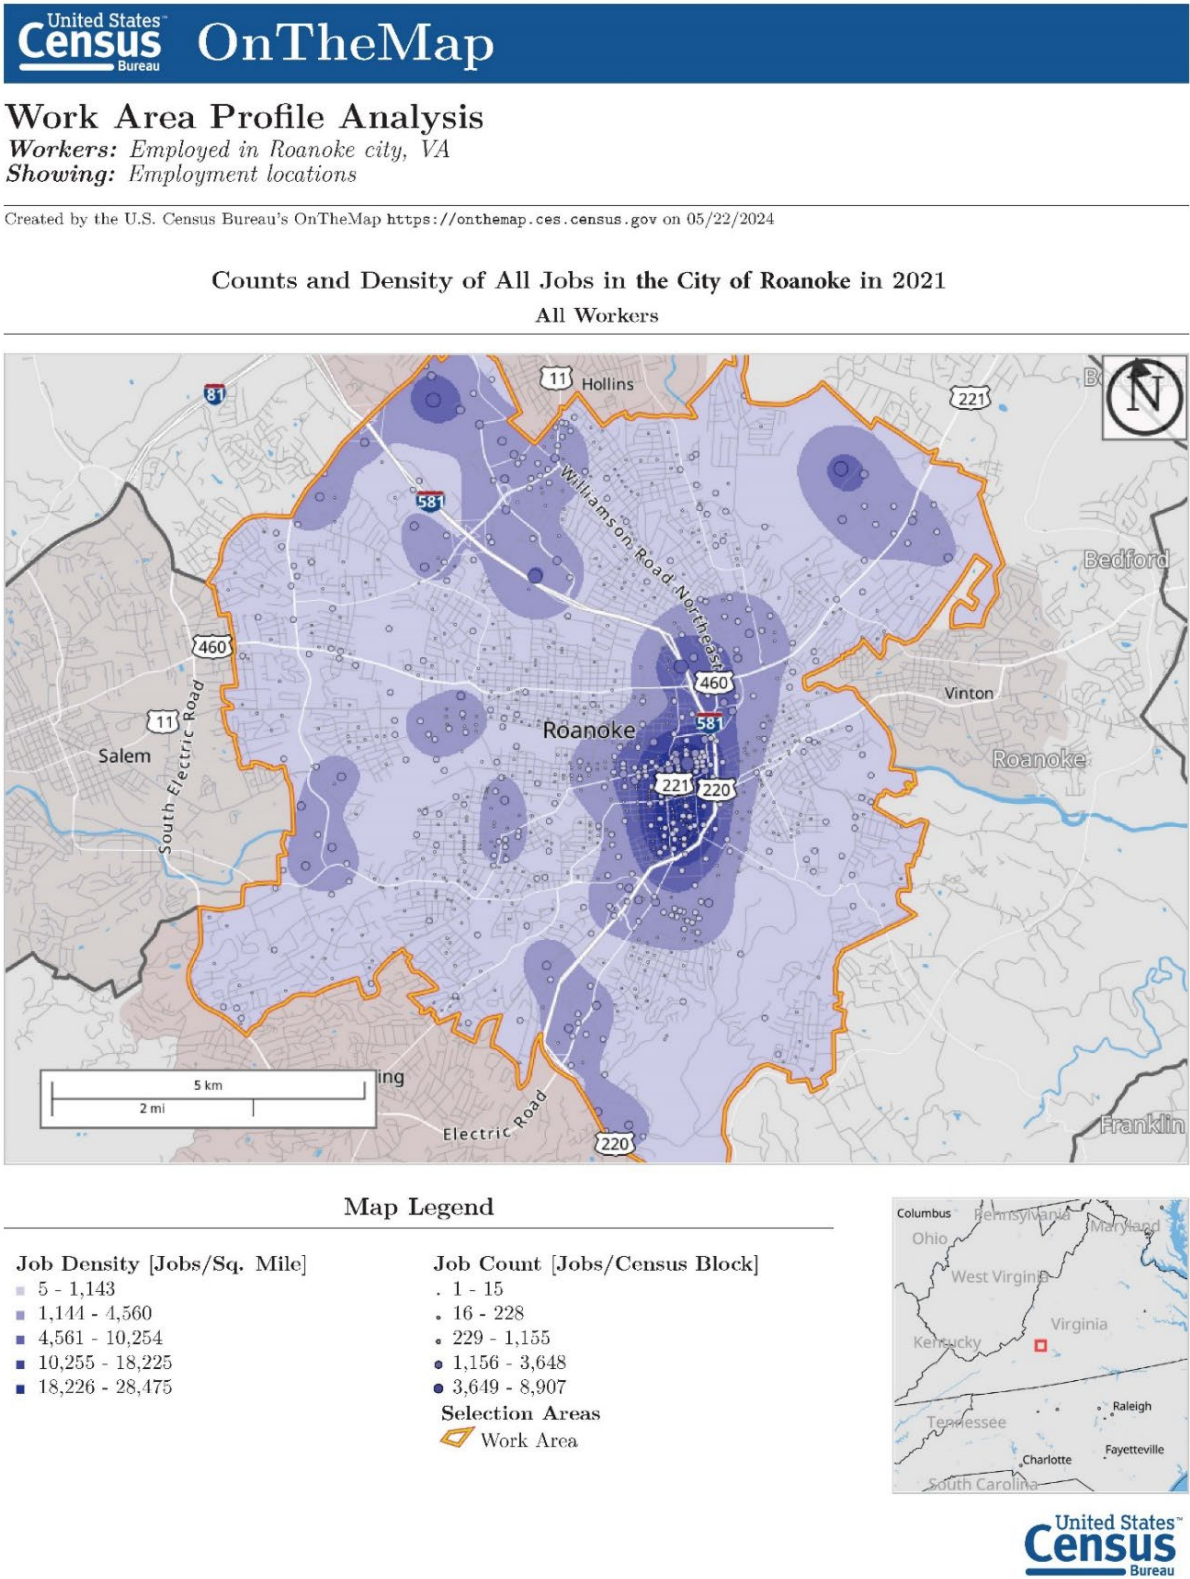 United States™
Census
Bureau
OnTheMap
Work Area Profile Analysis
Workers: Employed in Roanoke city, VA
Showing: Employment locations
Created by the U.S. Census Bureau's OnTheMap https://onthemap.ces.census.gov on 05/22/2024
Counts and Density of All Jobs in the City of Roanoke in 2021
All Workers
81
11
Hollins
221
N
581
Williamson Road Northeast
Bedford
460
460
Vinton
11
581
Roanoke
Salem
South Electric Road
221
220
Roanoke
5 km
2 mi
ing
Electric Road
220
Franklin
Map Legend
Job Density [Jobs/Sq. Mile]
5 - 1,143
1,144 - 4,560
4,561 - 10,254
10,255 - 18,225
18,226 - 28,475
Job Count [Jobs/Census Block]
1 - 15
16 - 228
229 - 1,155
1,156 - 3,648
3,649 - 8,907
Selection Areas
Work Area
Columbus
Pennsylvania
Maryland
Ohio
West Virginia
Virginia
Kentucky
Raleigh
Tennessee
Fayetteville
Charlotte
South Carolina
United States™
Census
Bureau